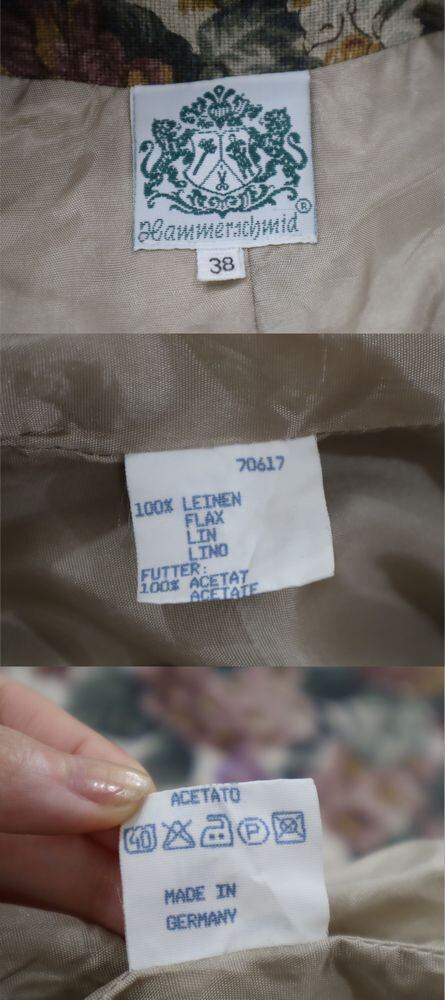 Hammerschmid ®
38
70617
100% LEINEN
FLAX
LIN
LINO
FUTTER:
100% ACETAT
ACETATE
ACETATO
40 P
MADE IN
GERMANY